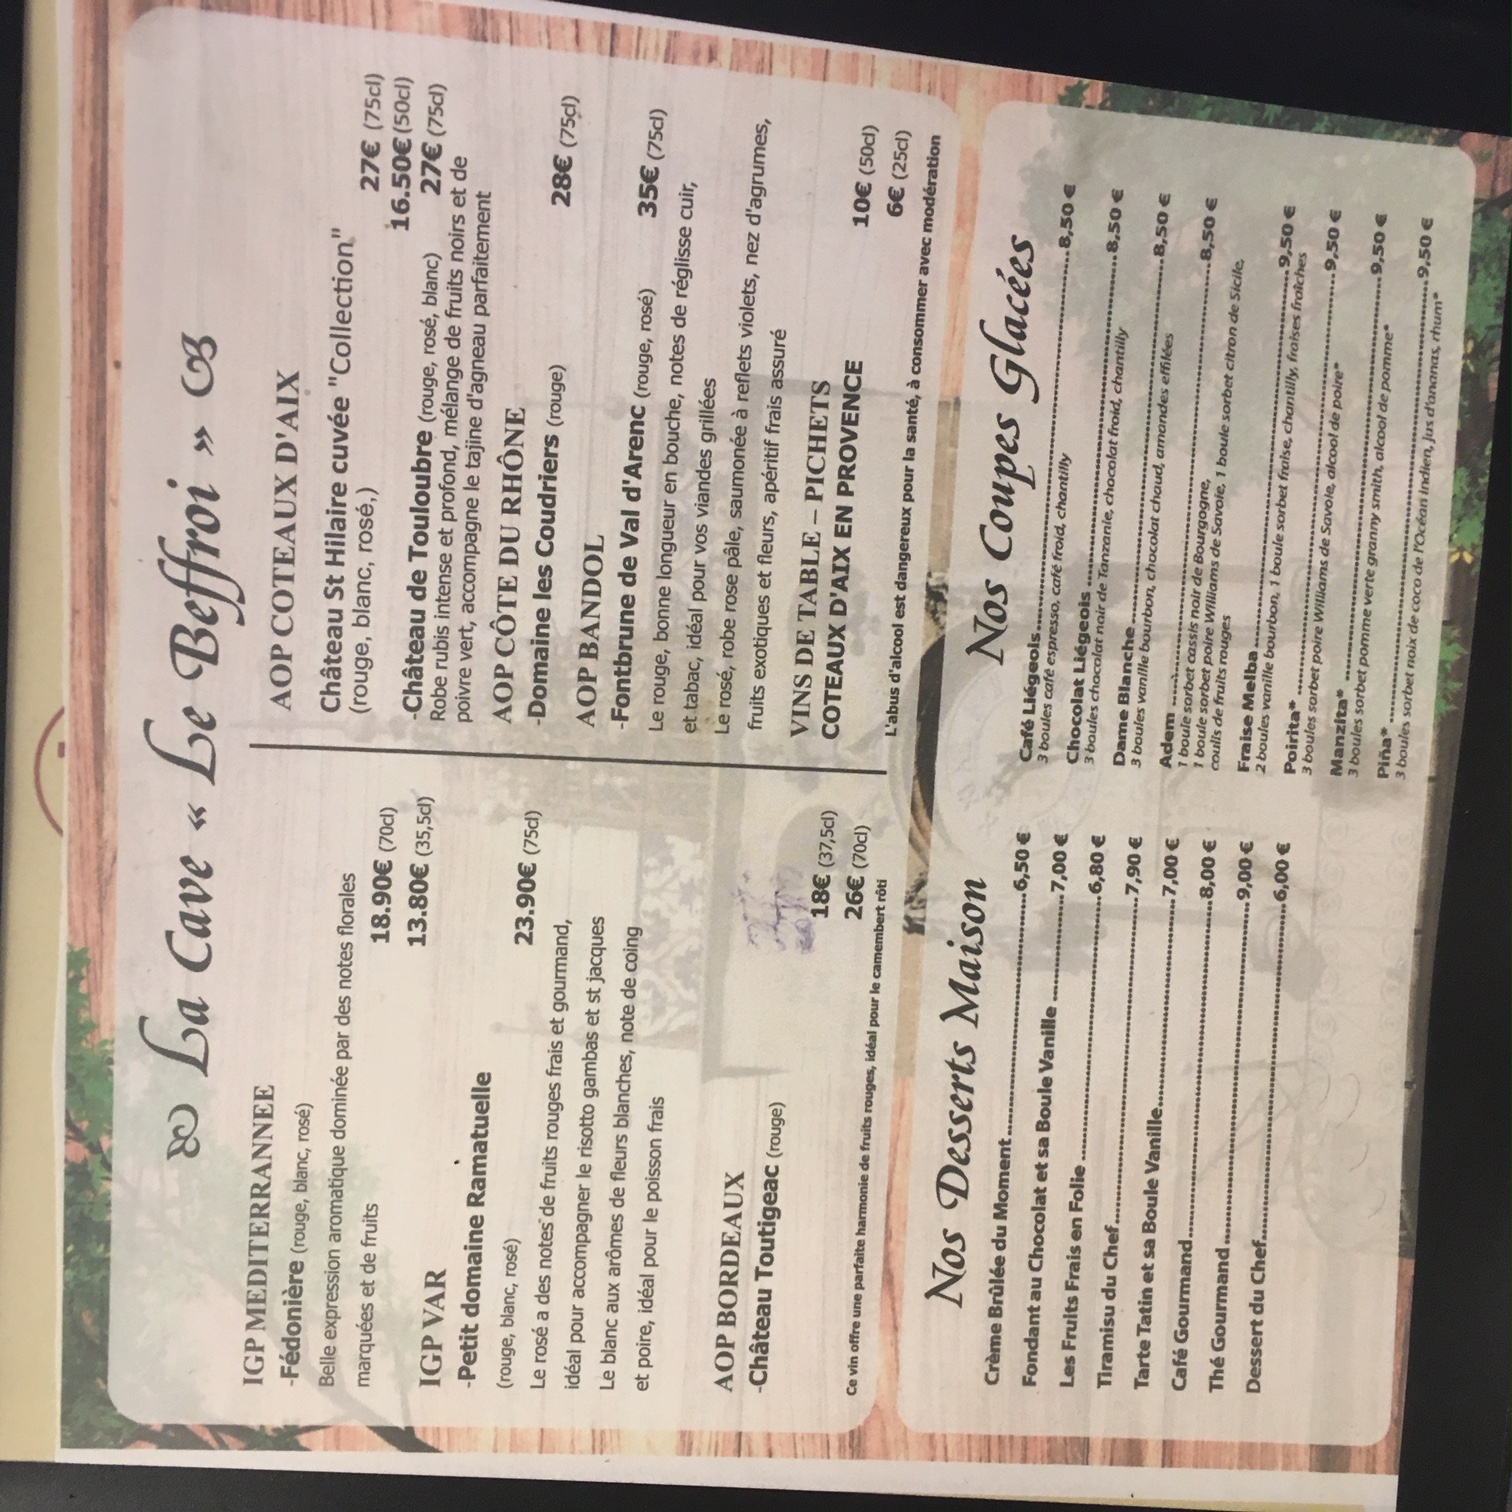 La Cave « Le Beffroi »
IGP MEDITERRANNEE
-Fédonière (rouge, blanc, rosé)
Belle expression aromatique dominée par des notes florales
marquées et de fruits
18.90€ (70cl)
13.80€ (35,5cl)
IGP VAR
-Petit domaine Ramatuelle
(rouge, blanc, rosé)
23.90€ (75cl)
Le rosé a des notes de fruits rouges frais et gourmand,
idéal pour accompagner le risotto gambas et st jacques
Le blanc aux arômes de fleurs blanches, note de coing
et poire, idéal pour le poisson frais
AOP BORDEAUX
-Château Toutigeac (rouge)
18€ (37,5cl)
26€ (70cl)
Ce vin offre une parfaite harmonie de fruits rouges, idéal pour le camembert rôti
AOP COTEAUX D'AIX
Château St Hilaire cuvée "Collection"
(rouge, blanc, rosé,)
27€ (75cl)
16.50€ (50cl)
-Château de Touloubre (rouge, rosé, blanc) 27€ (75cl)
Robe rubis intense et profond, mélange de fruits noirs et de
poivre vert, accompagne le tajine d'agneau parfaitement
AOP CÔTE DU RHÔNE
-Domaine les Coudriers (rouge) 28€ (75cl)
AOP BANDOL
-Fontbrune de Val d'Arenc (rouge, rosé) 35€ (75cl)
Le rouge, bonne longueur en bouche, notes de réglisse cuir,
et tabac, idéal pour vos viandes grillées
Le rosé, robe rose pâle, saumonée à reflets violets, nez d'agrumes,
fruits exotiques et fleurs, apéritif frais assuré
VINS DE TABLE – PICHETS
COTEAUX D'AIX EN PROVENCE 10€ (50cl)
6€ (25cl)
L'abus d'alcool est dangereux pour la santé, à consommer avec modération
Nos Desserts Maison
Crème Brûlée du Moment 6,50 €
Fondant au Chocolat et sa Boule Vanille 7,00 €
Les Fruits Frais en Folie 6,80 €
Tiramisu du Chef 7,90 €
Tarte Tatin et sa Boule Vanille 7,00 €
Café Gourmand 8,00 €
Thé Gourmand 9,00 €
Dessert du Chef 6,00 €
Nos Coupes Glacées
Café Liégeois 8,50 €
3 boules café espresso, café froid, chantilly
Chocolat Liégeois 8,50 €
3 boules chocolat noir de Tanzanie, chocolat froid, chantilly
Dame Blanche 8,50 €
3 boules vanille bourbon, chocolat chaud, amandes effilées
Adem 8,50 €
1 boule sorbet cassis noir de Bourgogne,
1 boule sorbet poire Williams de Savoie, 1 boule sorbet citron de Sicile,
coulis de fruits rouges
Fraise Melba 9,50 €
2 boules vanille bourbon, 1 boule sorbet fraise, chantilly, fraises fraîches
Poirita* 9,50 €
3 boules sorbet poire Williams de Savoie, alcool de poire*
Manzita* 9,50 €
3 boules sorbet pomme verte granny smith, alcool de pomme*
Piña* 9,50 €
3 boules sorbet noix de coco de l'Océan Indien, jus d'ananas, rhum*